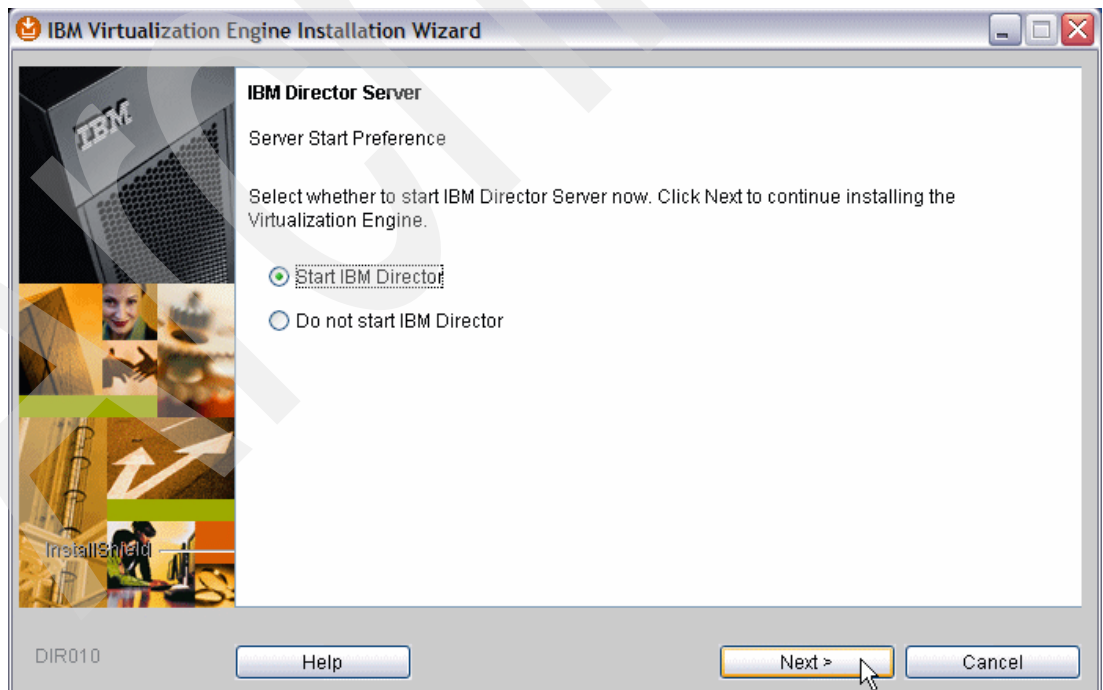 IBM Virtualization Engine Installation Wizard
IBM
IBM Director Server
Server Start Preference
Select whether to start IBM Director Server now. Click Next to continue installing the
Virtualization Engine.
Start IBM Director
Do not start IBM Director
InstallShield
DIR010
Help
Next >
Cancel